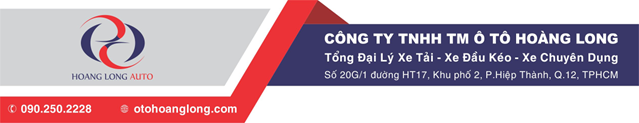 HOANG LONG AUTO
090.250.2228
otohoanglong.com
CÔNG TY TNHH TM Ô TÔ HOÀNG LONG
Tổng Đại Lý Xe Tải - Xe Đầu Kéo - Xe Chuyên Dụng
Số 20G/1 đường HT17, Khu phố 2, P.Hiệp Thành, Q.12, TPHCM